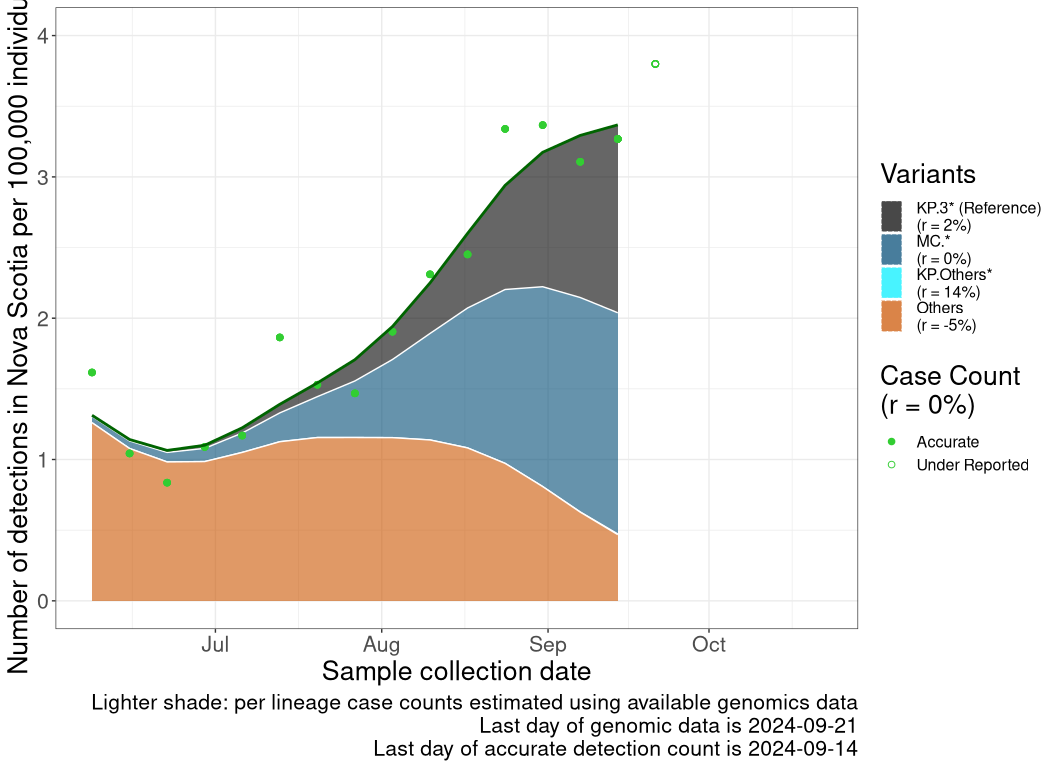 Number of detections in Nova Scotia per 100,000
4
3
2
1
0
Jul Aug Sep Oct
Sample collection date
Lighter shade: per lineage case counts estimated using available genomics data
Last day of genomic data is 2024-09-21
Last day of accurate detection count is 2024-09-14
Variants
KP.3* (Reference)
(r = 2%)
MC.*
(r = 0%)
KP.Others*
(r = 14%)
Others
(r = -5%)
Case Count
(r = 0%)
Accurate
Under Reported